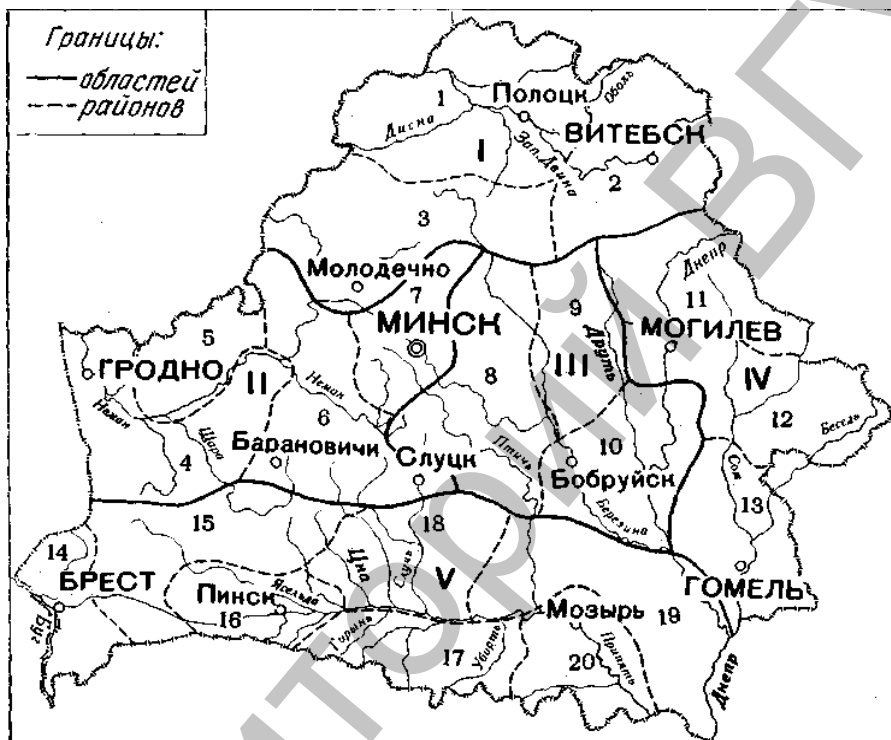 Границы:
областей
районов
1
Полоцк
Оболь
Дисна
ВИТЕБСК
I
Зап. Двина
2
3
Молодечно
7
Днепр
11
МИНСК
9
МОГИЛЕВ
5
ГРОДНО
II
Друть
III
IV
8
Неман
Неман
6
12
Беседь
Щара
Барановичи
4
Слуцк
Птичь
10
Бобруйск
Сож
13
15
18
Березина
14
БРЕСТ
Цна
Случь
V
ГОМЕЛЬ
Пинск
Ясельда
Мозырь
19
Буг
16
Горынь
17
Уборть
20
Припять
Днепр